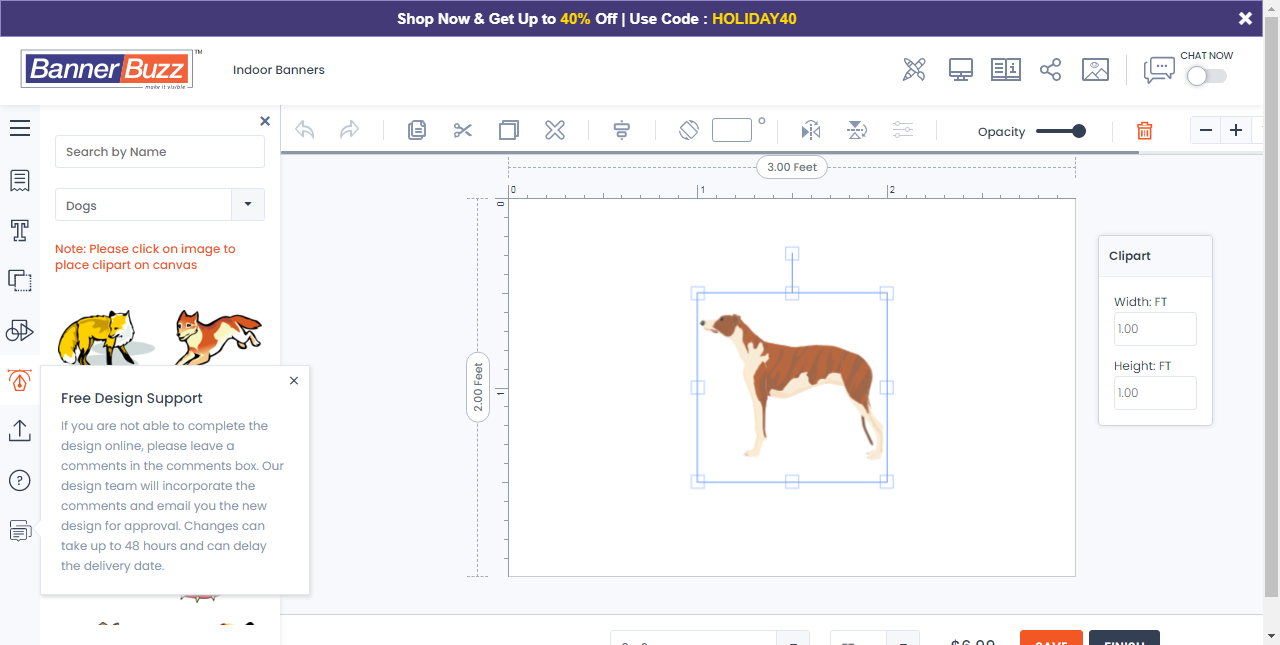 Shop Now & Get Up to 40% Off | Use Code : HOLIDAY40
BannerBuzz™
make it visible
Indoor Banners
CHAT NOW
Search by Name
Opacity
3.00 Feet
Dogs
0
1
2
0
Note: Please click on image to
place clipart on canvas
Clipart
Width: FT
1.00
Height: FT
1.00
2.00 Feet
1
Free Design Support
If you are not able to complete the
design online, please leave a
comments in the comments box. Our
design team will incorporate the
comments and email you the new
design for approval. Changes can
take up to 48 hours and can delay
the delivery date.
SAVE
FINISH